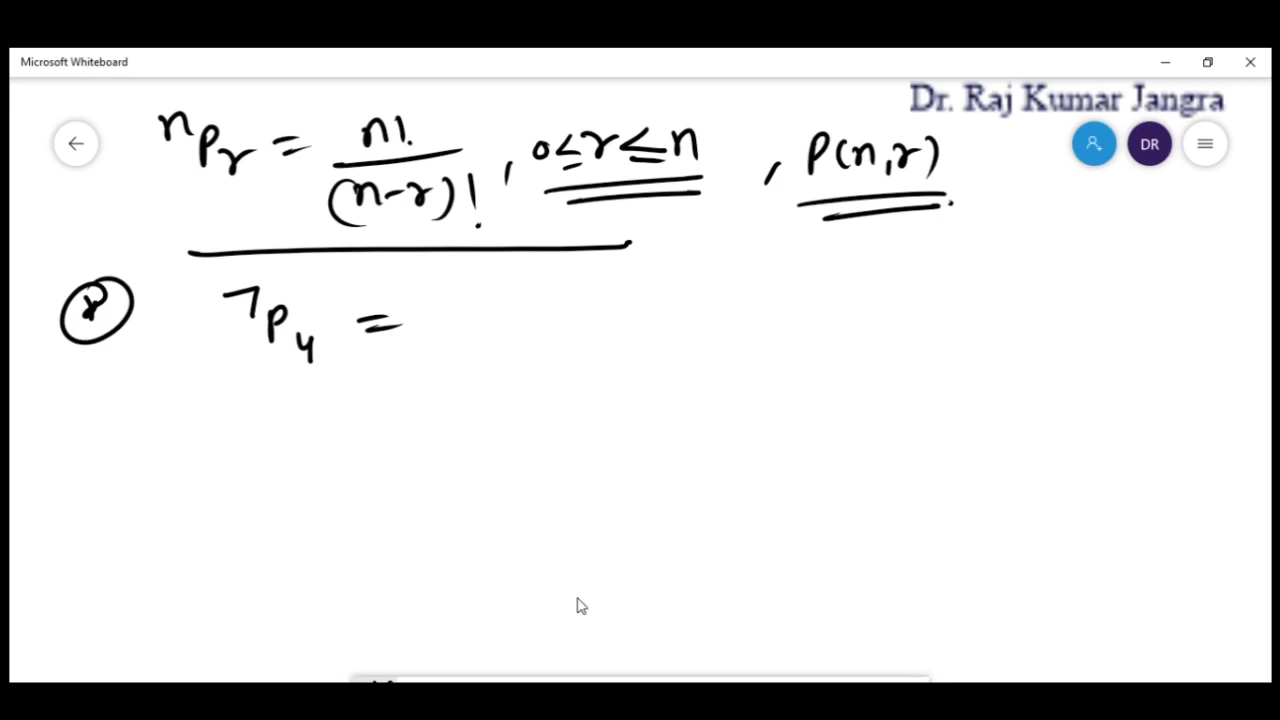 Microsoft Whiteboard
Dr. Raj Kumar Jangra
ⁿPᵣ = n! / (n-r)! , 0 ≤ r ≤ n , P(n,r).
DR
⁷P₄ =